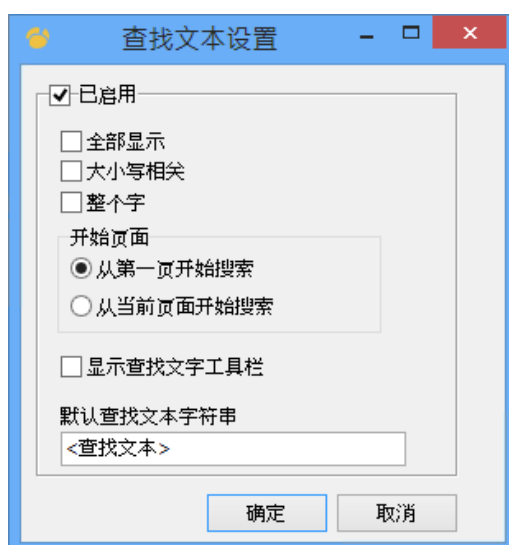 查找文本设置
已启用
全部显示
大小写相关
整个字
开始页面
从第一页开始搜索
从当前页面开始搜索
显示查找文字工具栏
默认查找文本字符串
<查找文本>
确定
取消